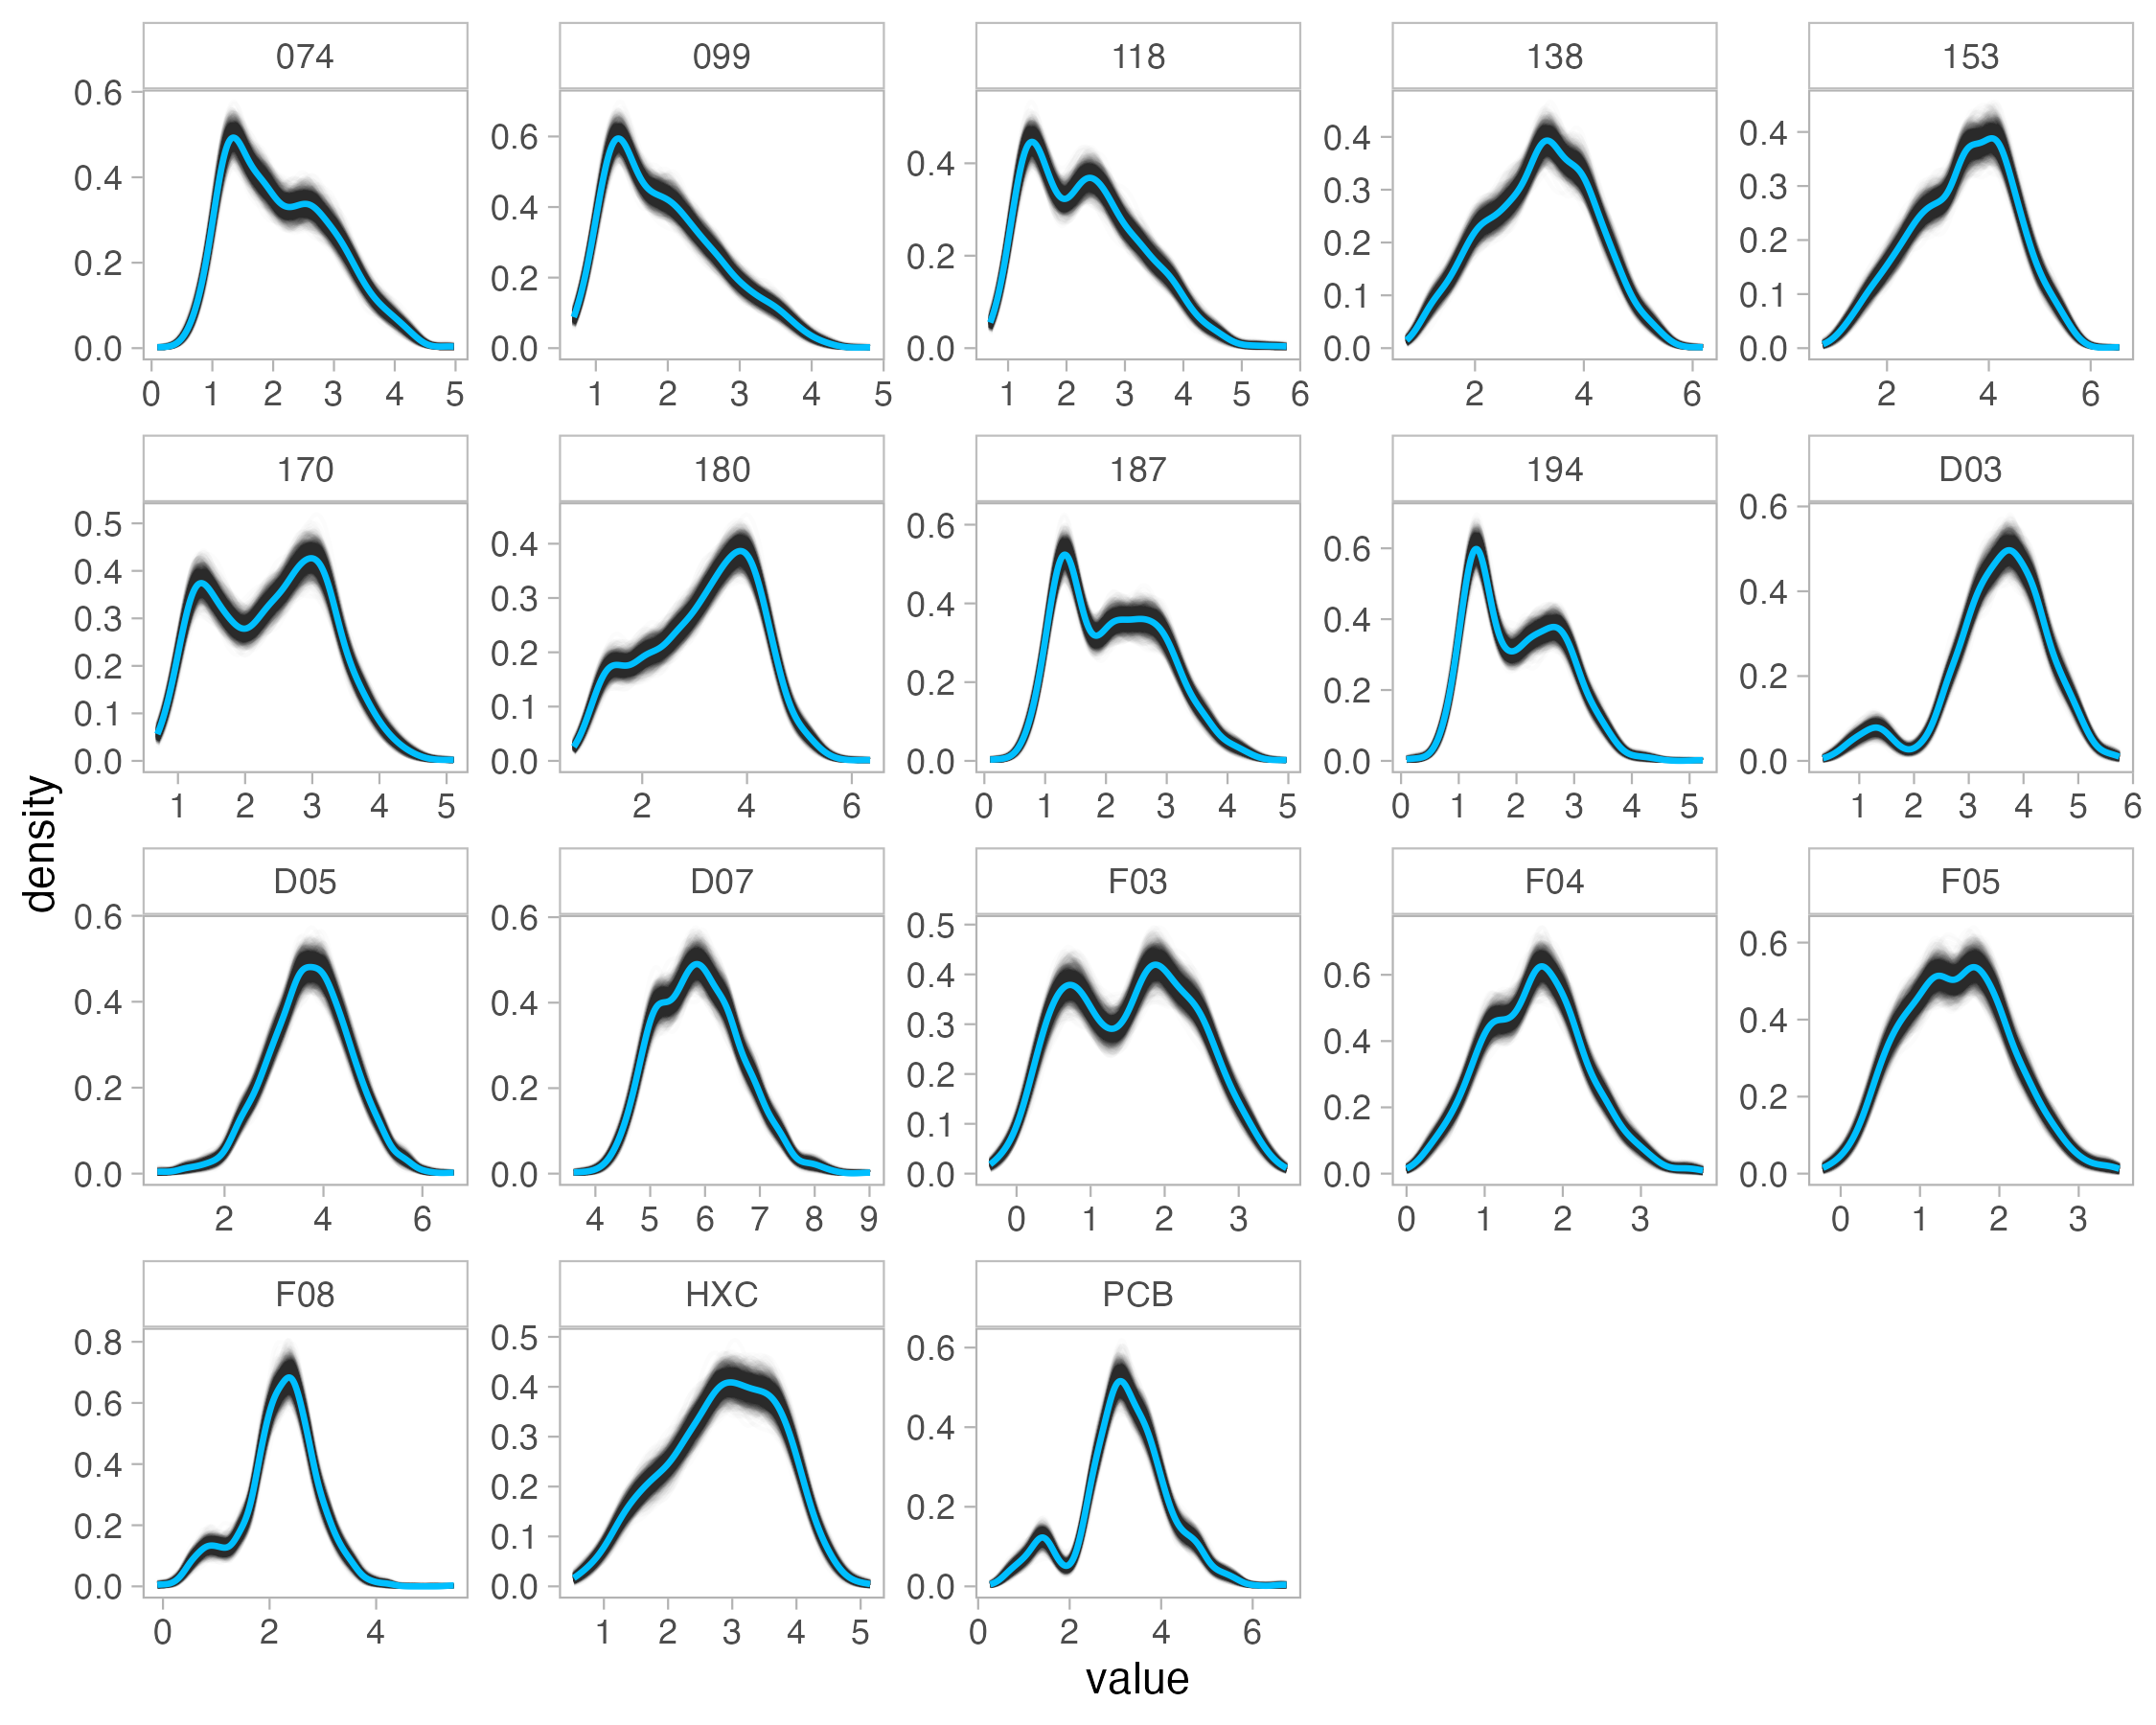 074 099 118 138 153
0.6 0.4 0.2 0.0
0.6 0.4 0.2 0.0
0.4 0.2 0.0
0.4 0.3 0.2 0.1 0.0
0.4 0.3 0.2 0.1 0.0
0 1 2 3 4 5
1 2 3 4 5
1 2 3 4 5 6
2 4 6
2 4 6
170 180 187 194 D03
0.5 0.4 0.3 0.2 0.1 0.0
0.4 0.3 0.2 0.1 0.0
0.6 0.4 0.2 0.0
0.6 0.4 0.2 0.0
0.6 0.4 0.2 0.0
1 2 3 4 5
2 4 6
0 1 2 3 4 5
0 1 2 3 4 5
1 2 3 4 5 6
D05 D07 F03 F04 F05
0.6 0.4 0.2 0.0
0.6 0.4 0.2 0.0
0.5 0.4 0.3 0.2 0.1 0.0
0.6 0.4 0.2 0.0
0.6 0.4 0.2 0.0
2 4 6
4 5 6 7 8 9
0 1 2 3
0 1 2 3
0 1 2 3
F08 HXC PCB
0.8 0.6 0.4 0.2 0.0
0.5 0.4 0.3 0.2 0.1 0.0
0.6 0.4 0.2 0.0
0 2 4
1 2 3 4 5
0 2 4 6
density
value